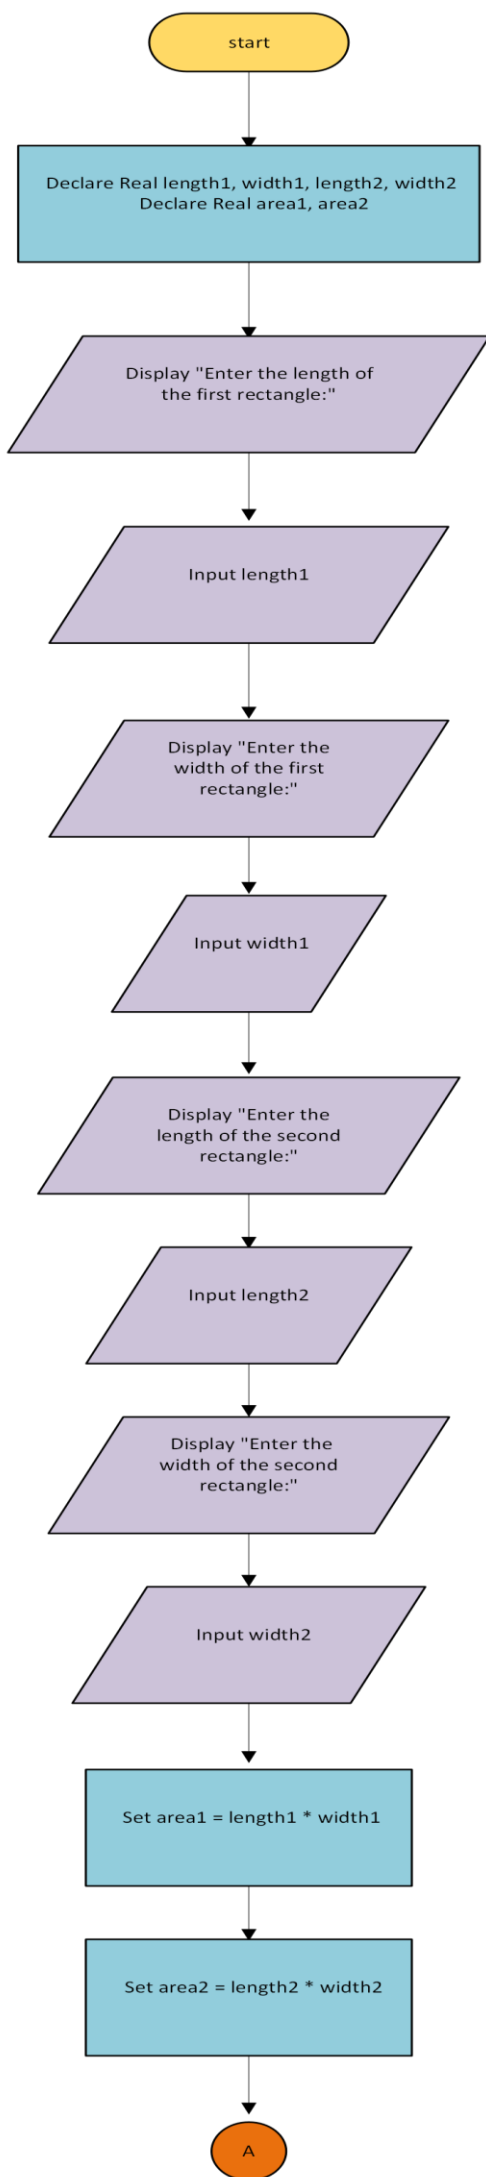 start
Declare Real length1, width1, length2, width2
Declare Real area1, area2
Display "Enter the length of
the first rectangle:"
Input length1
Display "Enter the
width of the first
rectangle:"
Input width1
Display "Enter the
length of the second
rectangle:"
Input length2
Display "Enter the
width of the second
rectangle:"
Input width2
Set area1 = length1 * width1
Set area2 = length2 * width2
A